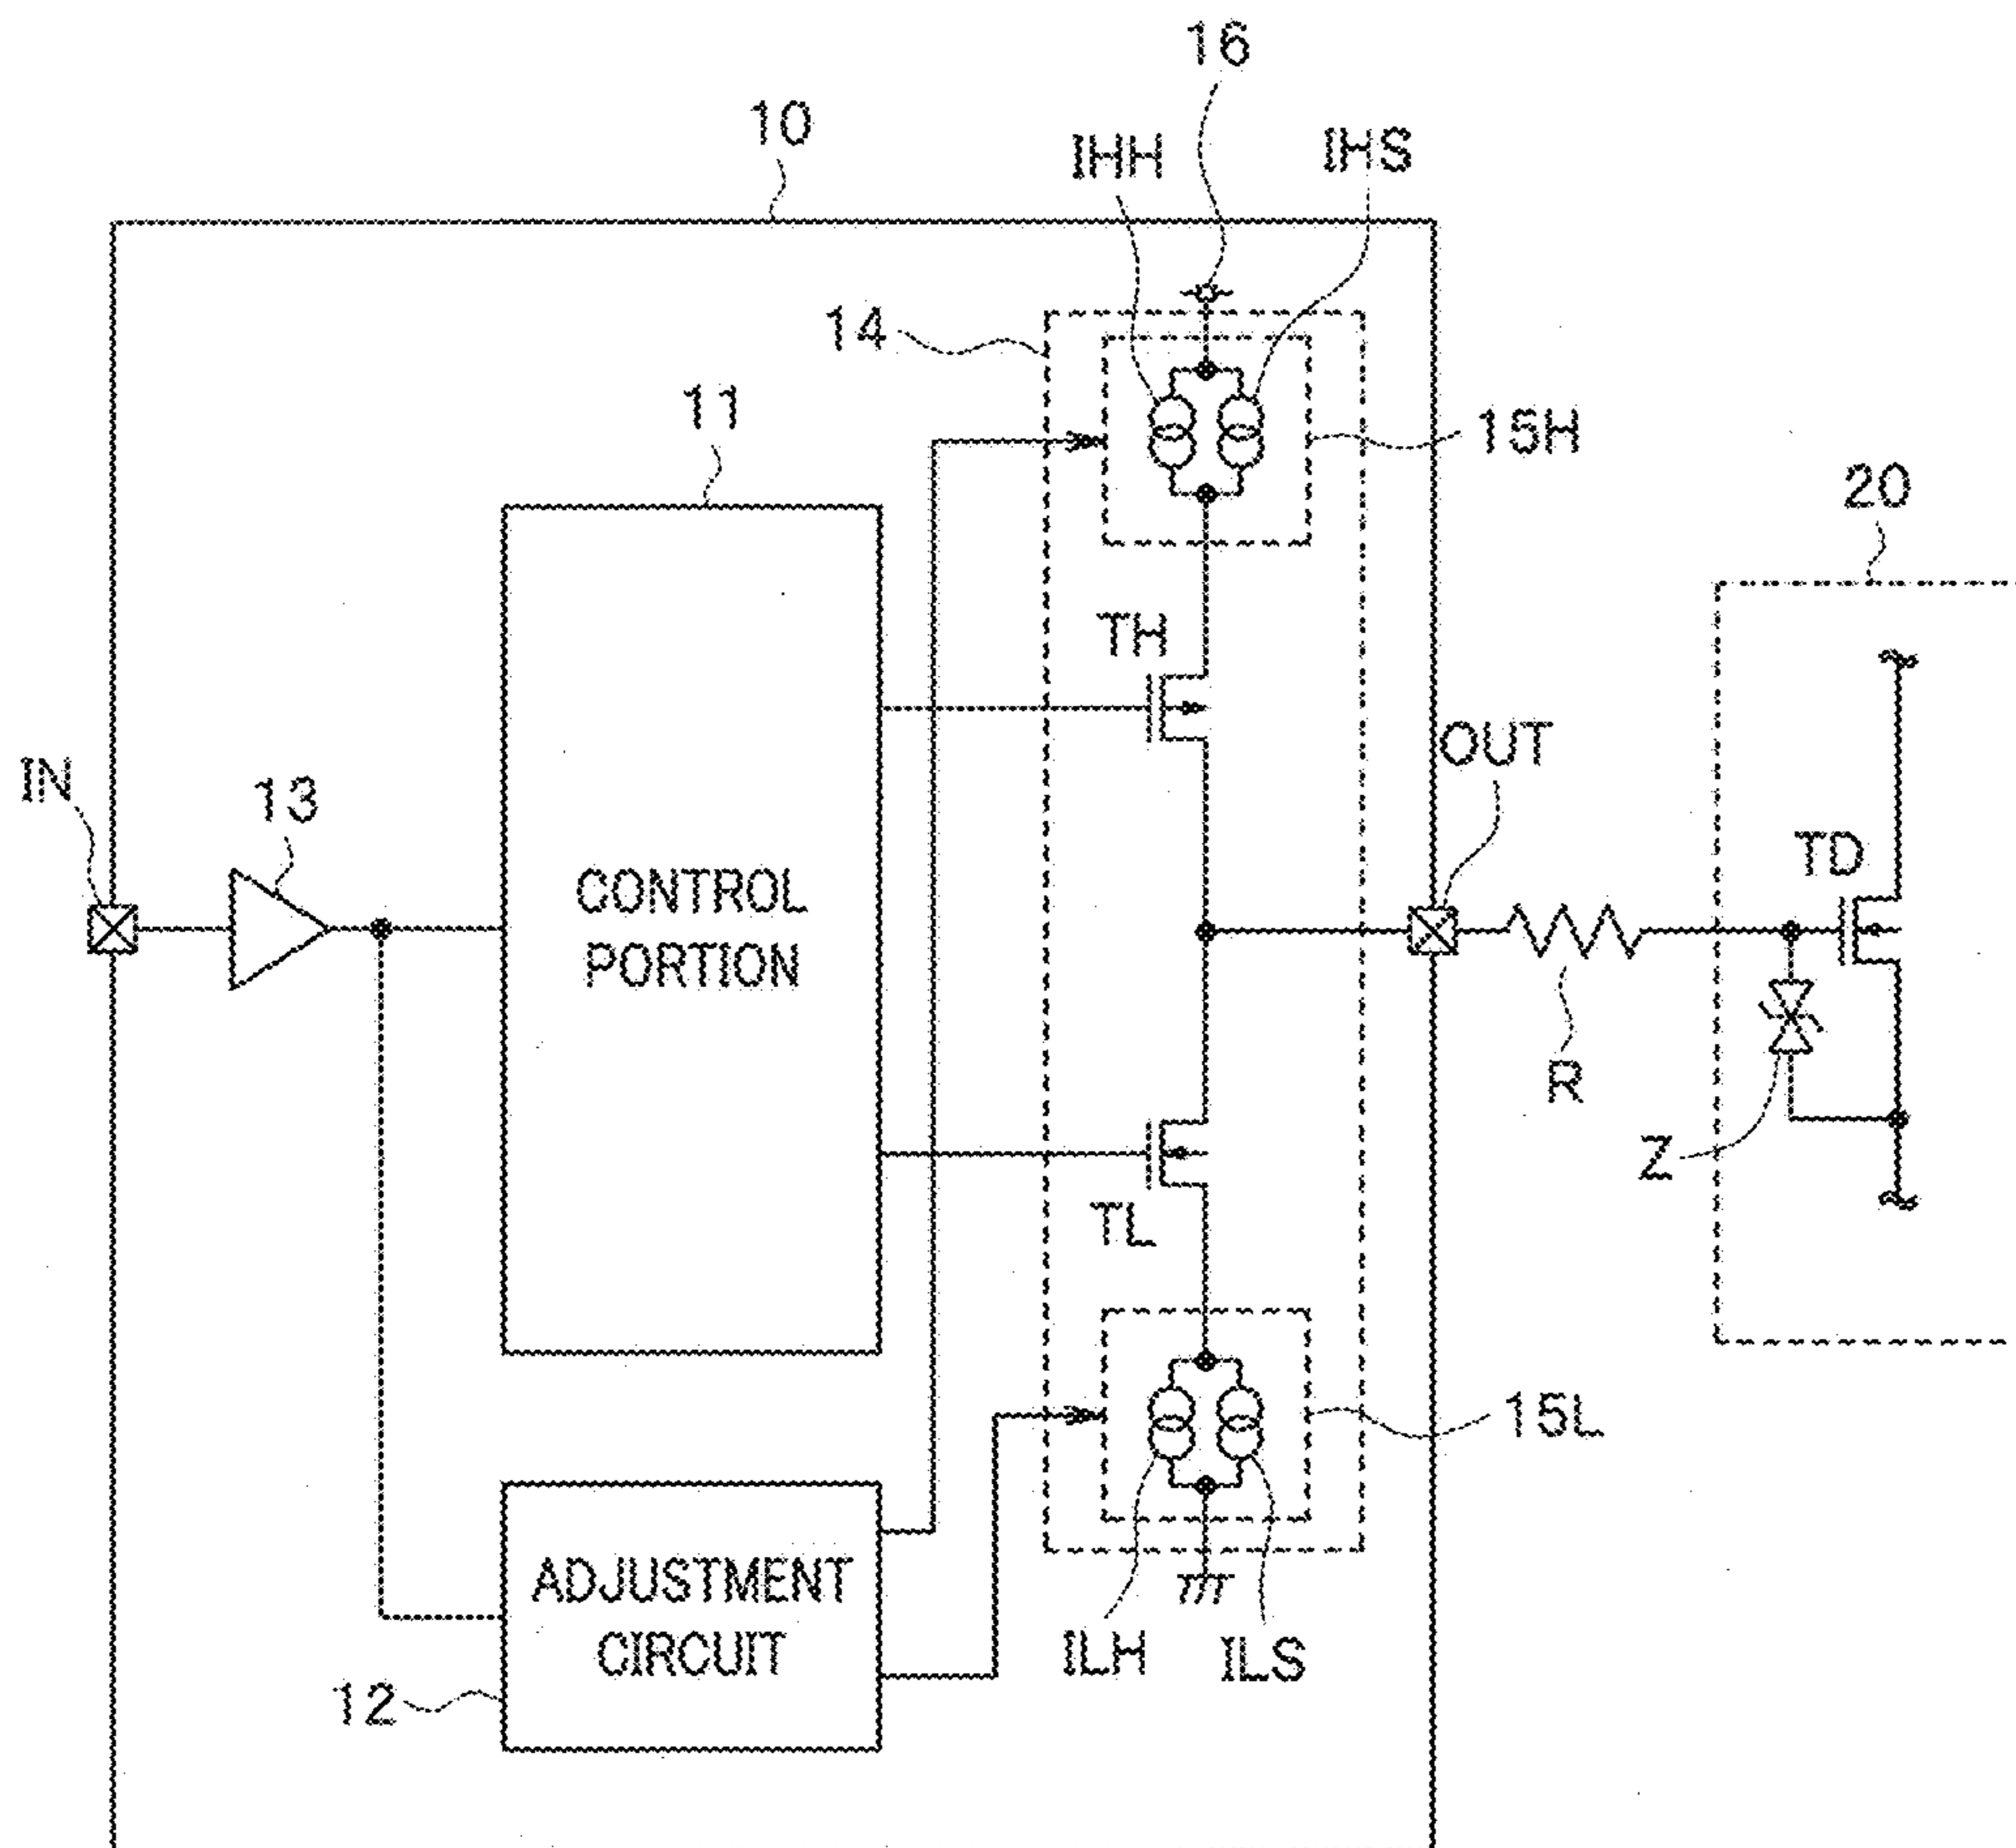 16
10
IHH
IHS
14
11
15H
20
TH
OUT
IN
13
TD
CONTROL
PORTION
R
Z
TL
15L
ADJUSTMENT
CIRCUIT
ILH
ILS
12